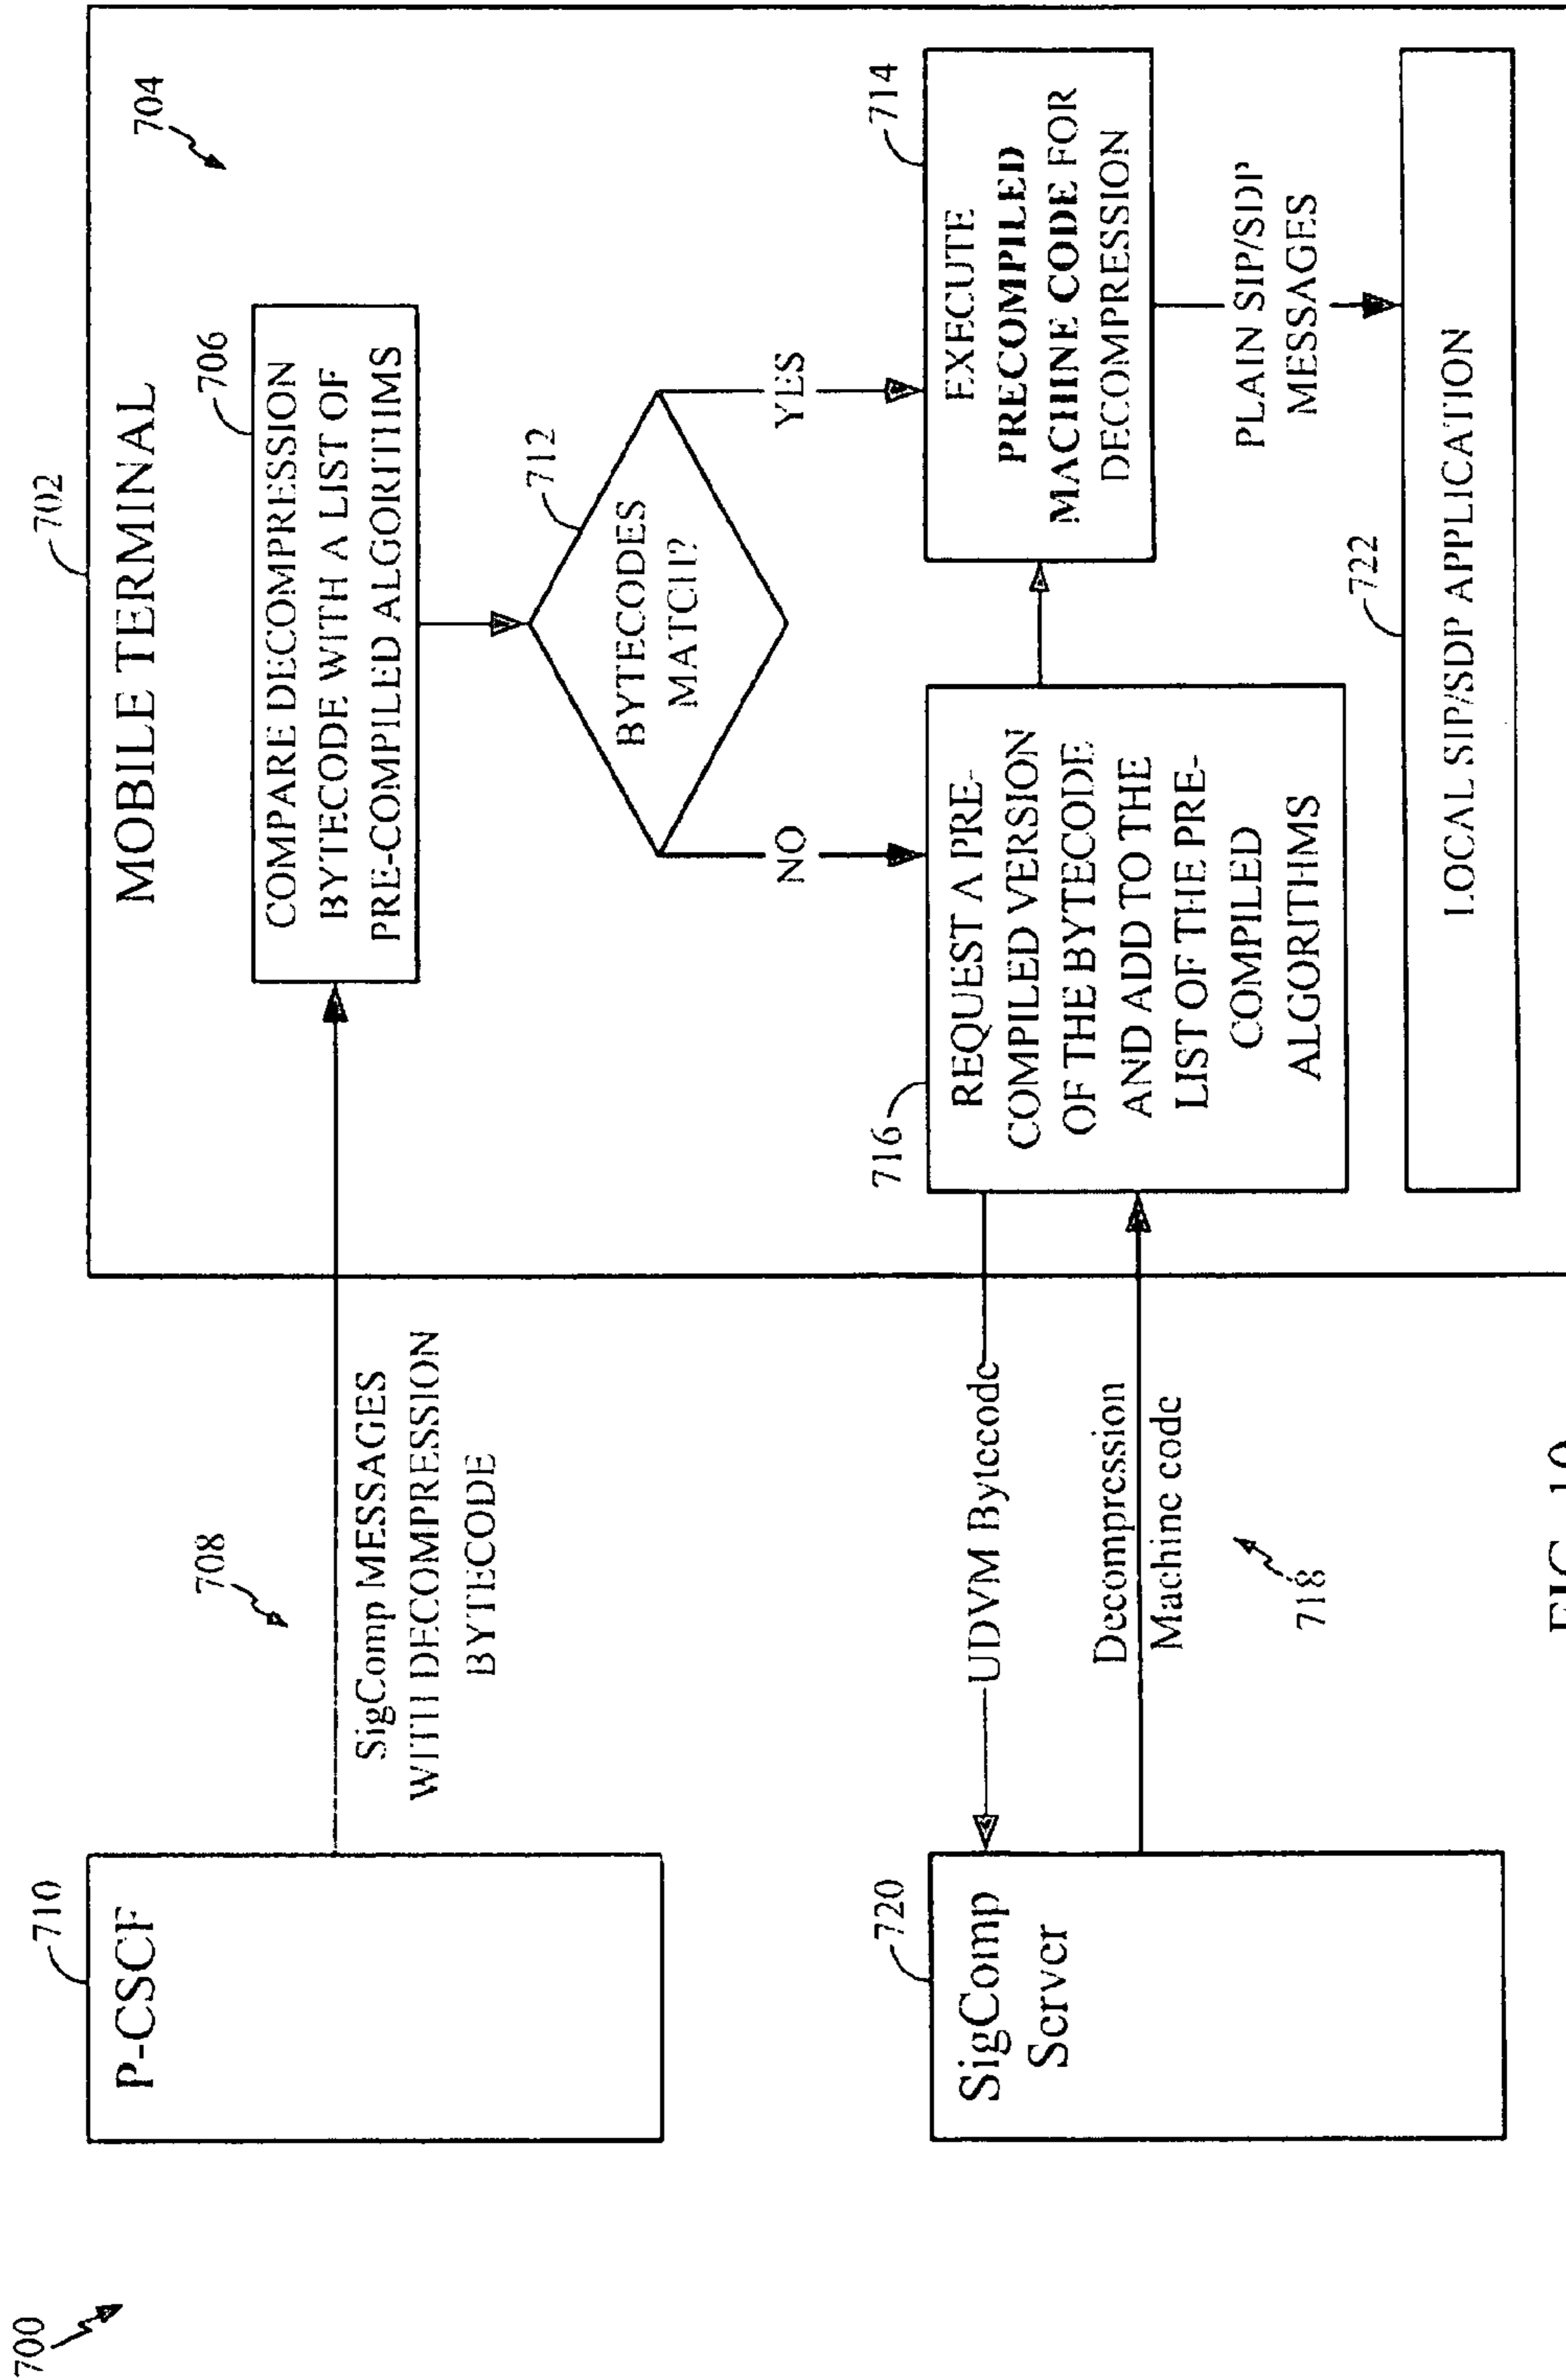 700
702
MOBILE TERMINAL
704
710
P-CSCF
708
SigComp MESSAGES
WITH DECOMPRESSION
BYTECODE
706
COMPARE DECOMPRESSION
BYTECODE WITH A LIST OF
PRE-COMPILED ALGORITHMS
712
BYTECODES
MATCH?
NO
YES
720
SigComp
Server
UDVM Bytecode
Decompression
Machine code
718
716
REQUEST A PRE-
COMPILED VERSION
OF THE BYTECODE
AND ADD TO THE
LIST OF THE PRE-
COMPILED
ALGORITHMS
714
EXECUTE
PRECOMPILED
MACHINE CODE FOR
DECOMPRESSION
PLAIN SIP/SDP
MESSAGES
722
LOCAL SIP/SDP APPLICATION
FIG. 10